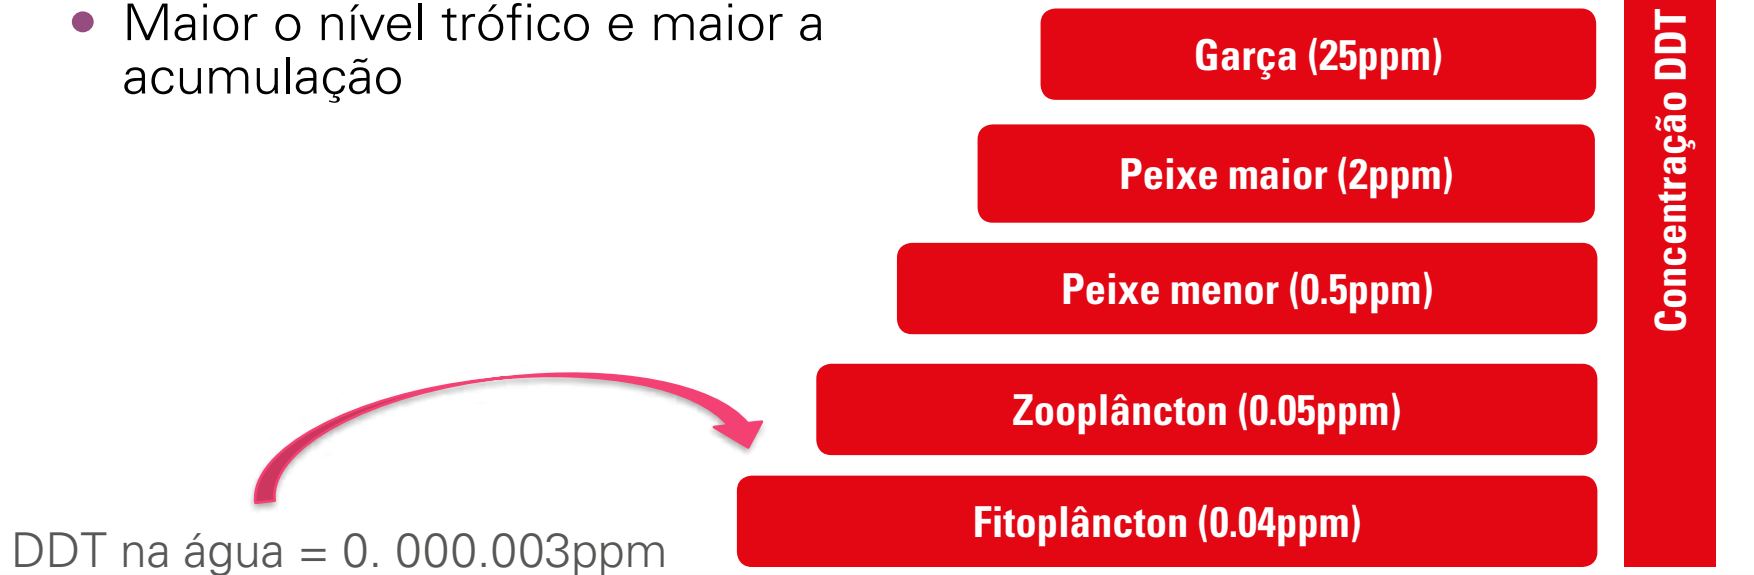 • Maior o nível trófico e maior a
acumulação
Garça (25ppm)
Peixe maior (2ppm)
Peixe menor (0.5ppm)
Zooplâncton (0.05ppm)
Fitoplâncton (0.04ppm)
Concentração DDT
DDT na água = 0. 000.003ppm